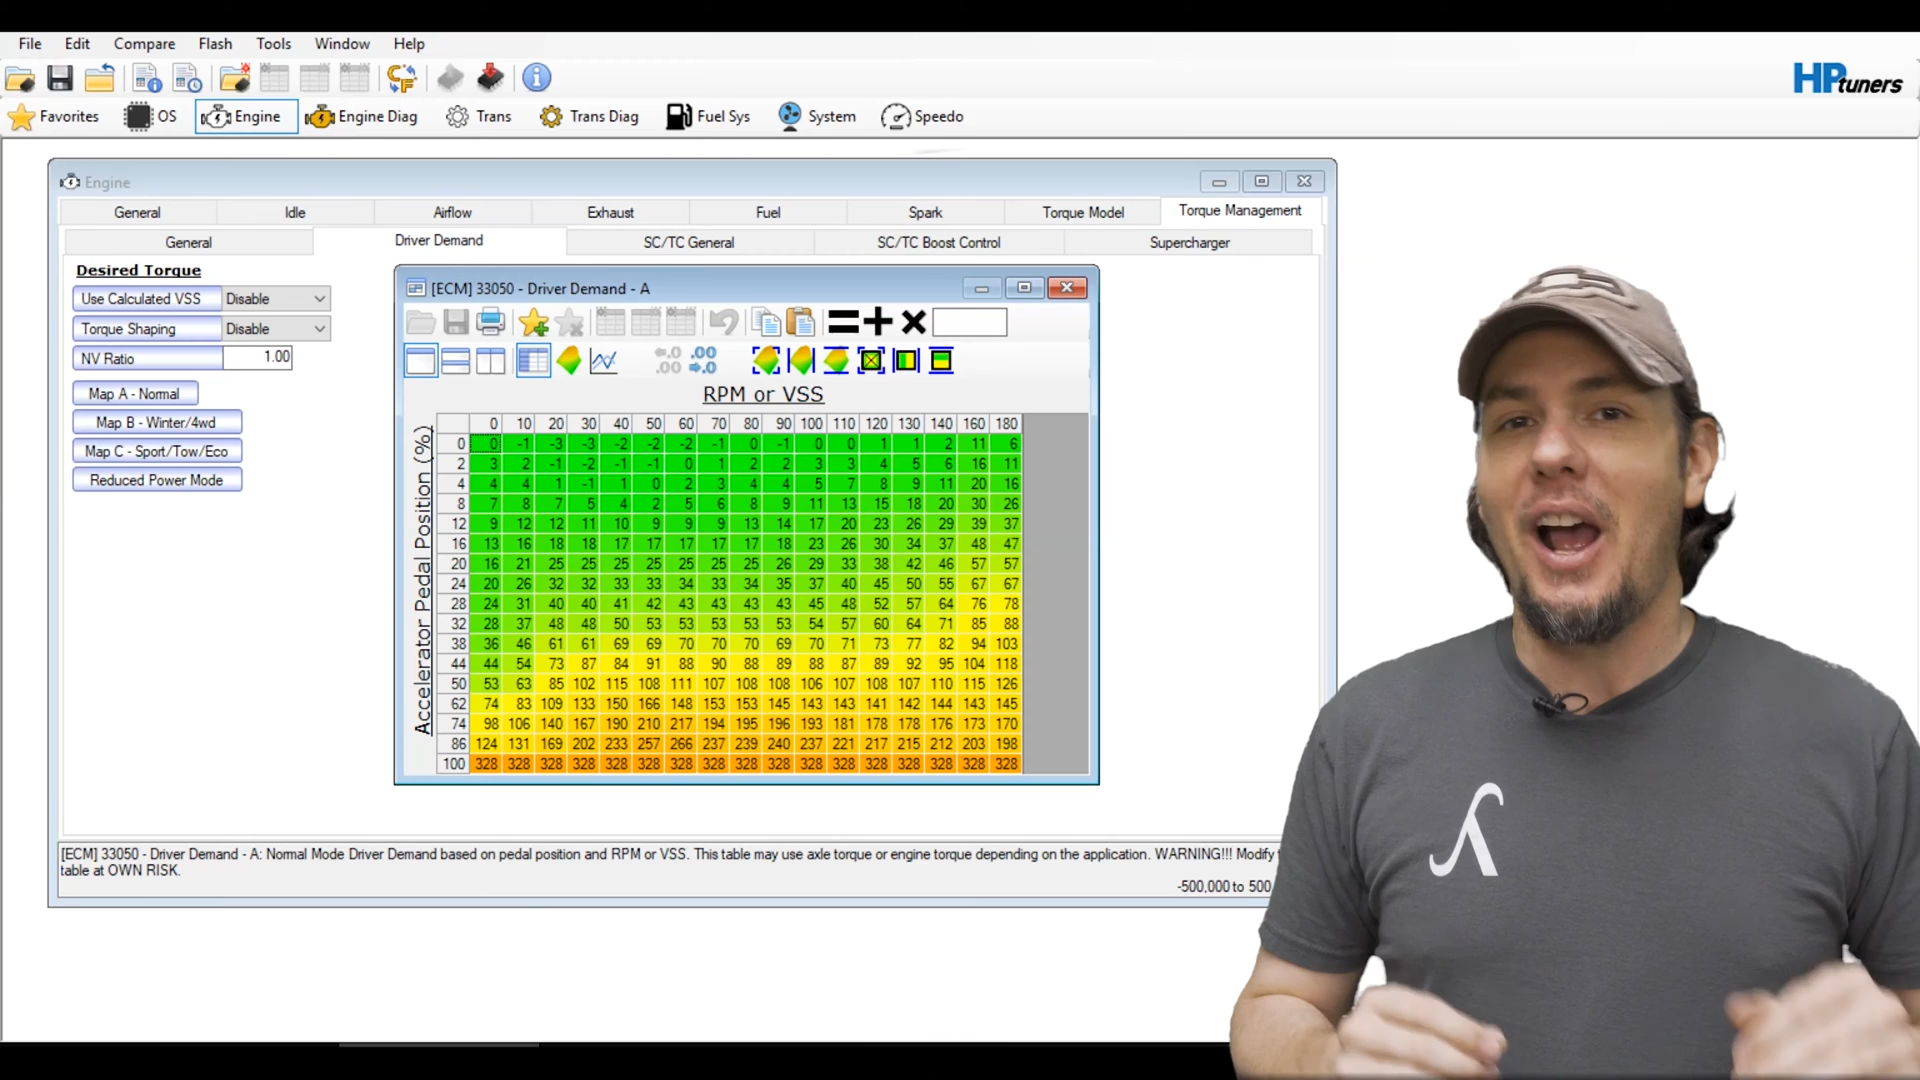 File Edit Compare Flash Tools Window Help
HPtuners
Favorites OS Engine Engine Diag Trans Trans Diag Fuel Sys System Speedo
Engine
General Idle Airflow Exhaust Fuel Spark Torque Model Torque Management
General Driver Demand SC/TC General SC/TC Boost Control Supercharger
Desired Torque
Use Calculated VSS Disable
Torque Shaping Disable
NV Ratio 1.00
Map A - Normal
Map B - Winter/4wd
Map C - Sport/Tow/Eco
Reduced Power Mode
[ECM] 33050 - Driver Demand - A
RPM or VSS
Accelerator Pedal Position (%)
0 10 20 30 40 50 60 70 80 90 100 110 120 130 140 160 180
0 0 -1 -3 -3 -2 -2 -2 -1 0 -1 0 0 1 1 2 11 6
2 3 2 -1 -2 -1 -1 0 1 2 2 3 3 4 5 6 16 11
4 4 4 1 -1 1 0 2 3 4 4 5 7 8 9 11 20 16
8 7 8 7 5 4 2 5 6 8 9 11 13 15 18 20 30 26
12 9 12 12 11 10 9 9 9 13 14 17 20 23 26 29 39 37
16 13 16 18 18 17 17 17 17 17 18 23 26 30 34 37 48 47
20 16 21 25 25 25 25 25 25 25 26 29 33 38 42 46 57 57
24 20 26 32 32 33 33 34 33 34 35 37 40 45 50 55 67 67
28 24 31 40 40 41 42 43 43 43 43 45 48 52 57 64 76 78
32 28 37 48 48 50 53 53 53 53 53 54 57 60 64 71 85 88
38 36 46 61 61 69 69 70 70 70 69 70 71 73 77 82 94 103
44 44 54 73 87 84 91 88 90 88 89 88 87 89 92 95 104 118
50 53 63 85 102 115 108 111 107 108 108 106 107 108 107 110 115 126
62 74 83 109 133 150 166 148 153 153 145 143 143 141 142 144 143 145
74 98 106 140 167 190 210 217 194 195 196 193 181 178 178 176 173 170
86 124 131 169 202 233 257 266 237 239 240 237 221 217 215 212 203 198
100 328 328 328 328 328 328 328 328 328 328 328 328 328 328 328 328 328
[ECM] 33050 - Driver Demand - A: Normal Mode Driver Demand based on pedal position and RPM or VSS. This table may use axle torque or engine torque depending on the application. WARNING!!! Modify
table at OWN RISK.
-500,000 to 500